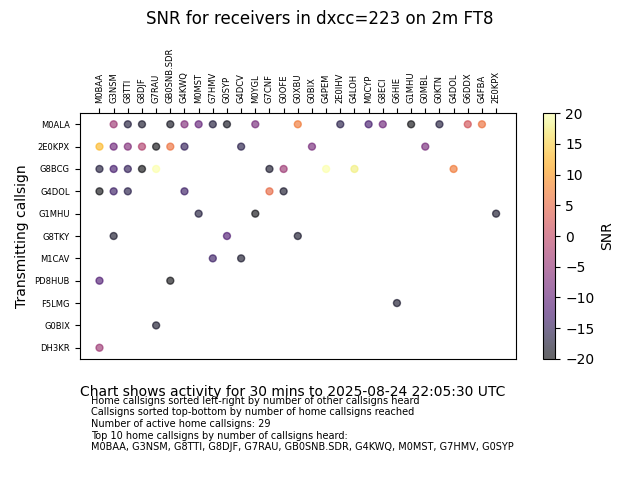 SNR for receivers in dxcc=223 on 2m FT8
M0BAA G3NSM G8TTI G8DJF G7RAU GB0SNB.SDR G4KWQ M0MST G7HMV G0SYP G4DCV M0YGL G7CNF G0OFE G0XBU G0BIX G4PEM 2E0IHV G4LOH M0CYP G8ECI G6HIE G1MHU G0MBL G0KTN G4DOL G6DDX G4FBA 2E0KPX
Transmitting callsign
M0ALA
2E0KPX
G8BCG
G4DOL
G1MHU
G8TKY
M1CAV
PD8HUB
F5LMG
G0BIX
DH3KR
20
15
10
5
0
−5
−10
−15
−20
SNR
Chart shows activity for 30 mins to 2025-08-24 22:05:30 UTC
Home callsigns sorted left-right by number of other callsigns heard
Callsigns sorted top-bottom by number of home callsigns reached
Number of active home callsigns: 29
Top 10 home callsigns by number of callsigns heard:
M0BAA, G3NSM, G8TTI, G8DJF, G7RAU, GB0SNB.SDR, G4KWQ, M0MST, G7HMV, G0SYP